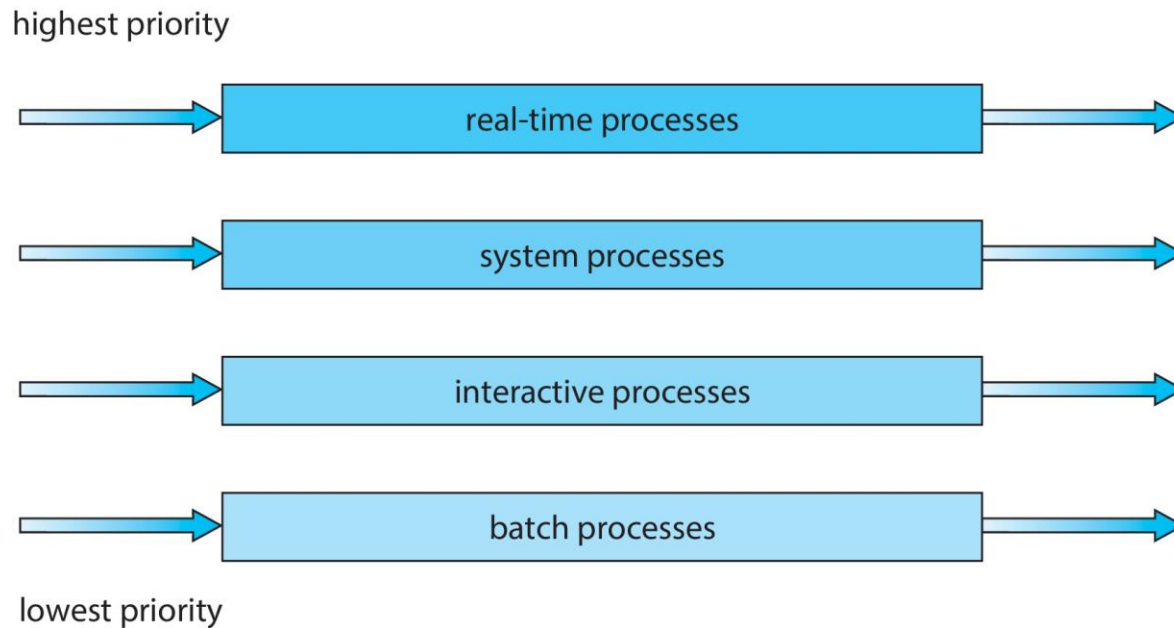 highest priority
real-time processes
system processes
interactive processes
batch processes
lowest priority